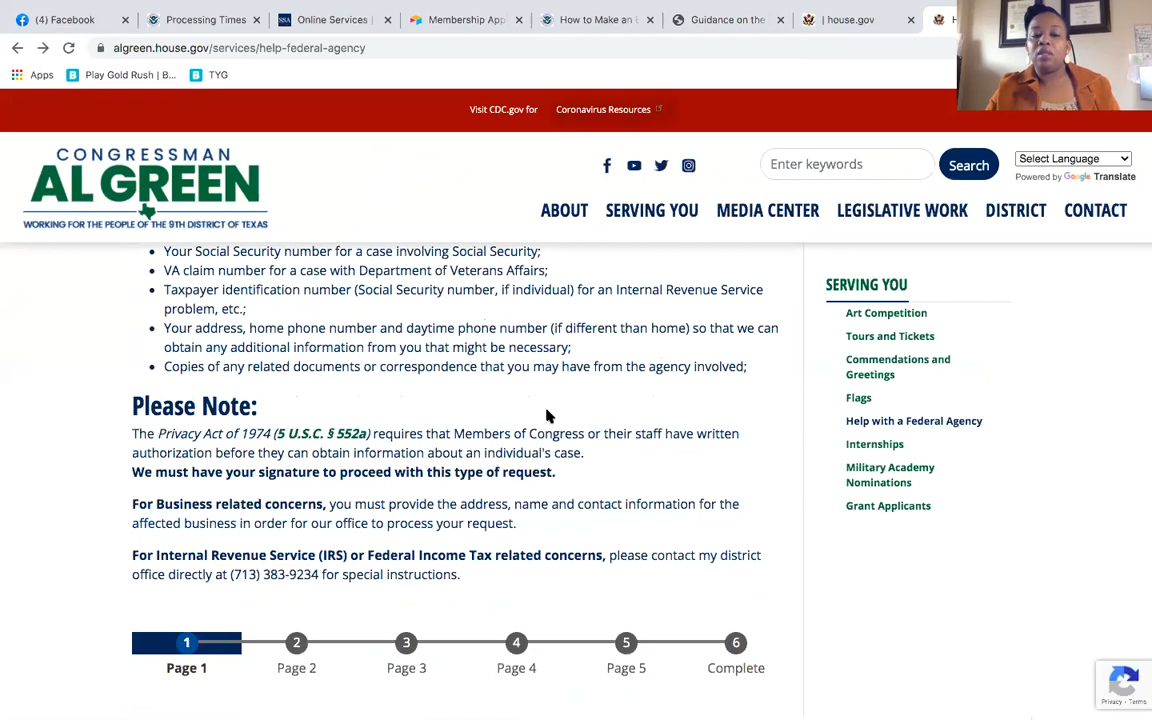 Facebook
Processing Times
Online Services |
Membership Appl
How to Make an E
Guidance on the
| house.gov
H
algreen.house.gov/services/help-federal-agency
Apps
Play Gold Rush | B...
TYG
Visit CDC.gov for Coronavirus Resources
CONGRESSMAN
AL GREEN
WORKING FOR THE PEOPLE OF THE 9TH DISTRICT OF TEXAS
Enter keywords
Search
Select Language
Powered by Google Translate
ABOUT
SERVING YOU
MEDIA CENTER
LEGISLATIVE WORK
DISTRICT
CONTACT
• Your Social Security number for a case involving Social Security;
• VA claim number for a case with Department of Veterans Affairs;
• Taxpayer identification number (Social Security number, if individual) for an Internal Revenue Service
problem, etc.;
• Your address, home phone number and daytime phone number (if different than home) so that we can
obtain any additional information from you that might be necessary;
• Copies of any related documents or correspondence that you may have from the agency involved;
Please Note:
The Privacy Act of 1974 (5 U.S.C. § 552a) requires that Members of Congress or their staff have written
authorization before they can obtain information about an individual's case.
We must have your signature to proceed with this type of request.
For Business related concerns, you must provide the address, name and contact information for the
affected business in order for our office to process your request.
For Internal Revenue Service (IRS) or Federal Income Tax related concerns, please contact my district
office directly at (713) 383-9234 for special instructions.
1
2
3
4
5
6
Page 1
Page 2
Page 3
Page 4
Page 5
Complete
SERVING YOU
Art Competition
Tours and Tickets
Commendations and
Greetings
Flags
Help with a Federal Agency
Internships
Military Academy
Nominations
Grant Applicants
Privacy - Terms